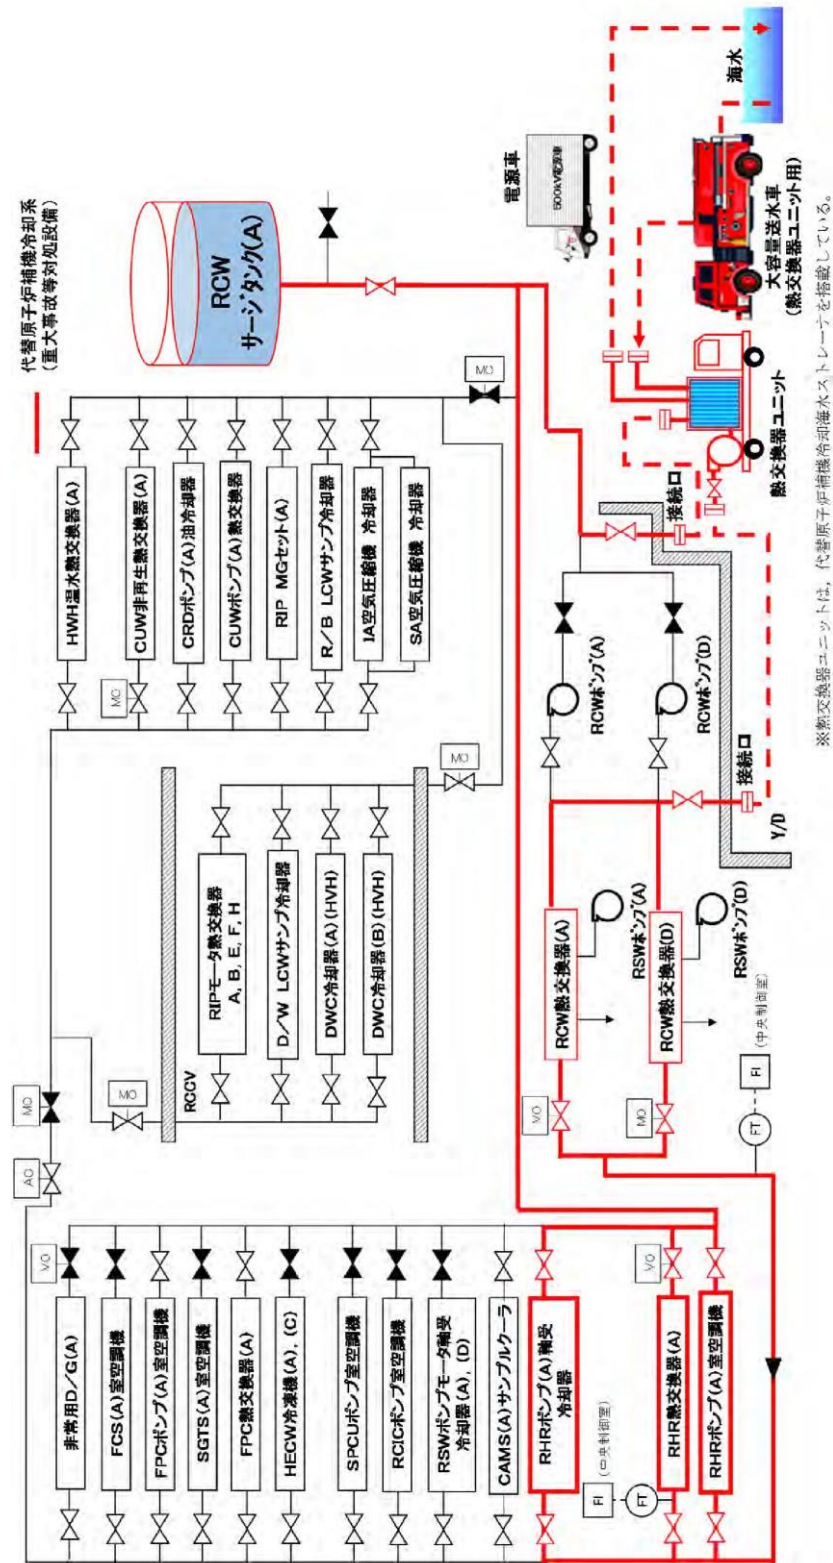 代替原子炉補機冷却系
(重大事故等対処設備)
RCW
サージタンク(A)
電源車
500kV電源車
海水
大容量送水車
(熱交換器ユニット用)
熱交換器ユニット
接続口
接続口
Y/D
MO
HWH温水熱交換器(A)
MO
CUW非再生熱交換器(A)
CRDポンプ(A)油冷却器
CUWポンプ(A)熱交換器
RIP MGセット(A)
R/B LCWサンプ冷却器
IA空気圧縮機 冷却器
SA空気圧縮機 冷却器
MO
RCCV
RIPモータ熱交換器
A, B, E, F, H
D/W LCWサンプ冷却器
DWC冷却器(A)(HVH)
DWC冷却器(B)(HVH)
MO
MO
AO
RCWポンプ(A)
RCWポンプ(D)
RCW熱交換器(A)
RSWポンプ(A)
RCW熱交換器(D)
RSWポンプ(D)
MO
MO
FT
FI
(中央制御室)
MO
非常用D/G(A)
FCS(A)室空調機
FPCポンプ(A)室空調機
SGTS(A)室空調機
FPC熱交換器(A)
HECW冷凍機(A), (C)
SPCUポンプ室空調機
RCICポンプ室空調機
RSWポンプモータ軸受
冷却器(A), (D)
CAMS(A)サンプルクーラ
RHRポンプ(A)軸受
冷却器
FI
(中央制御室)
FT
MO
RHR熱交換器(A)
RHRポンプ(A)室空調機
※熱交換器ユニットは，代替原子炉補機冷却海水ストレーナを搭載している。